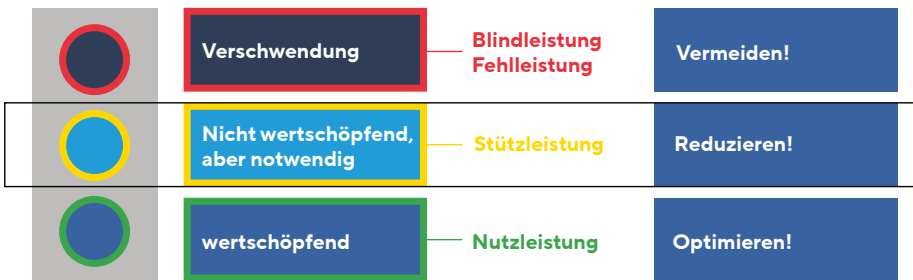 Verschwendung
Blindleistung
Fehlleistung
Vermeiden!
Nicht wertschöpfend,
aber notwendig
Stützleistung
Reduzieren!
wertschöpfend
Nutzleistung
Optimieren!